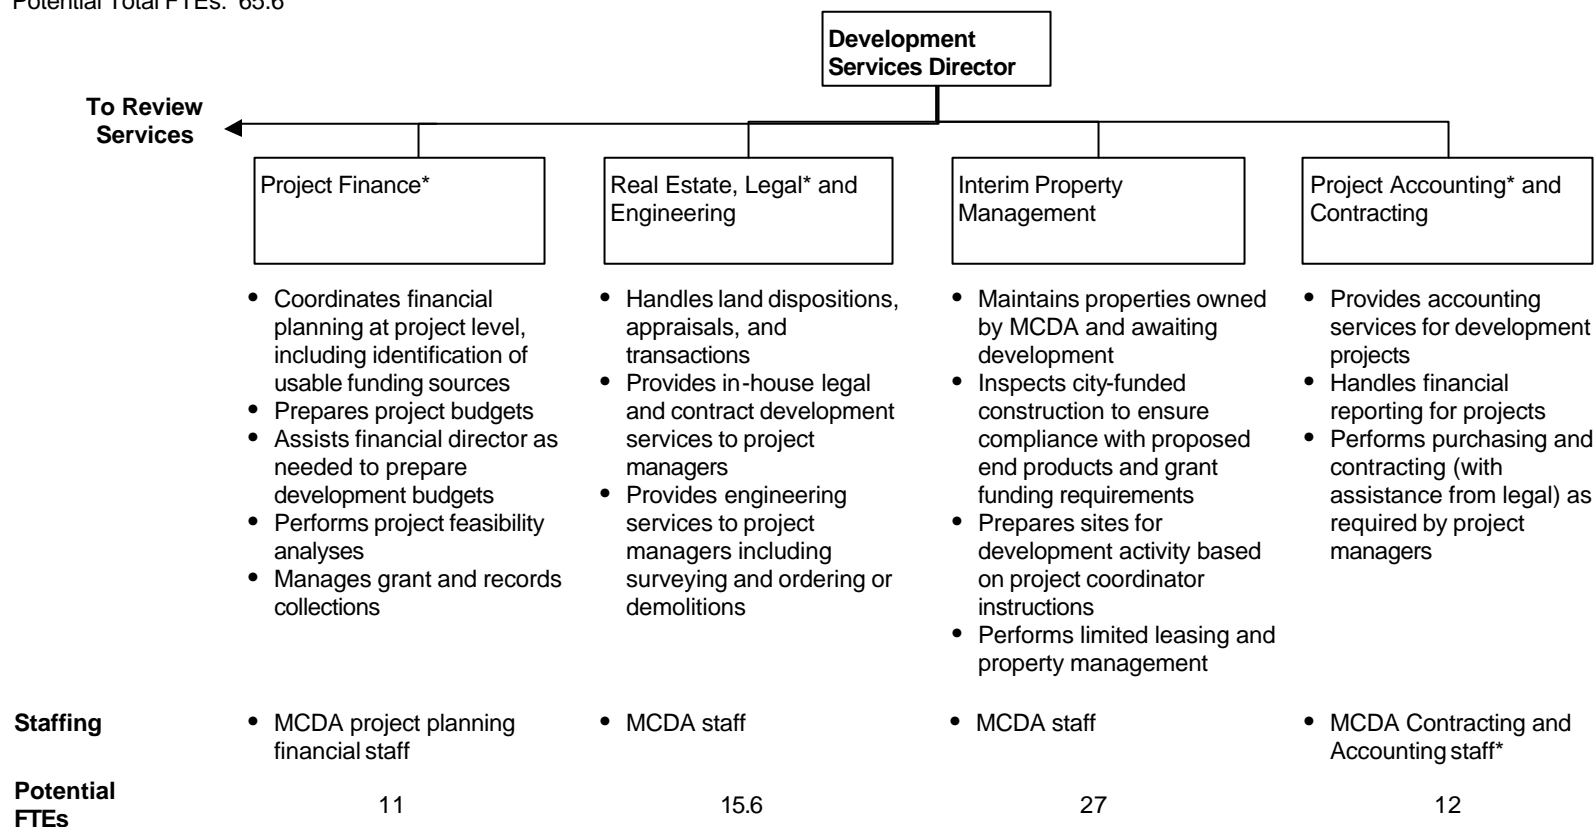 Potential Total FTEs: 65.6
Development
Services Director
To Review
Services
Project Finance*
Real Estate, Legal* and
Engineering
Interim Property
Management
Project Accounting* and
Contracting
• Coordinates financial
planning at project level,
including identification of
usable funding sources
• Prepares project budgets
• Assists financial director as
needed to prepare
development budgets
• Performs project feasibility
analyses
• Manages grant and records
collections
• Handles land dispositions,
appraisals, and
transactions
• Provides in-house legal
and contract development
services to project
managers
• Provides engineering
services to project
managers including
surveying and ordering or
demolitions
• Maintains properties owned
by MCDA and awaiting
development
• Inspects city-funded
construction to ensure
compliance with proposed
end products and grant
funding requirements
• Prepares sites for
development activity based
on project coordinator
instructions
• Performs limited leasing and
property management
• Provides accounting
services for development
projects
• Handles financial
reporting for projects
• Performs purchasing and
contracting (with
assistance from legal) as
required by project
managers
Staffing
• MCDA project planning
financial staff
• MCDA staff
• MCDA staff
• MCDA Contracting and
Accounting staff*
Potential
FTEs
11
15.6
27
12